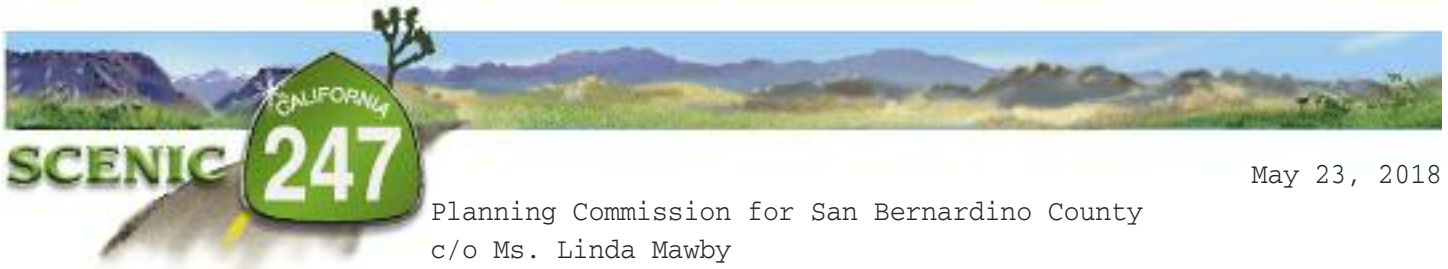 CALIFORNIA
SCENIC 247
May 23, 2018
Planning Commission for San Bernardino County
c/o Ms. Linda Mawby